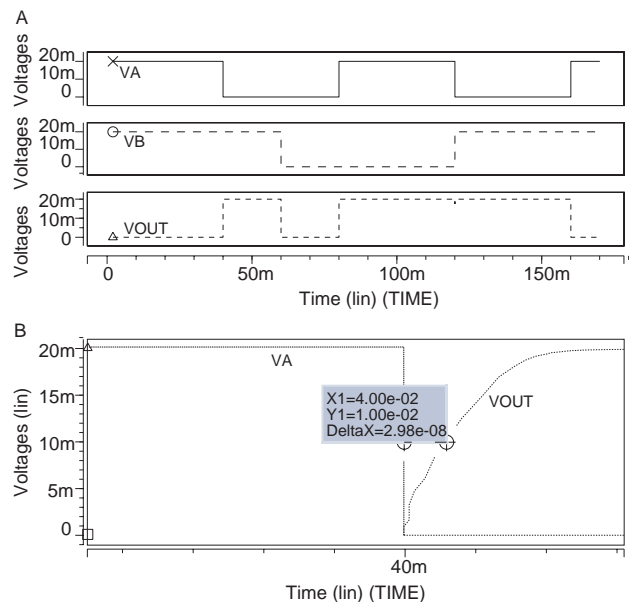 A
Voltages
20m
10m
0
VA
Voltages
20m
10m
0
VB
Voltages
20m
10m
0
VOUT
0
50m
100m
150m
Time (lin) (TIME)
B
Voltages (lin)
20m
15m
10m
5m
0
VA
X1=4.00e-02
Y1=1.00e-02
DeltaX=2.98e-08
VOUT
40m
Time (lin) (TIME)